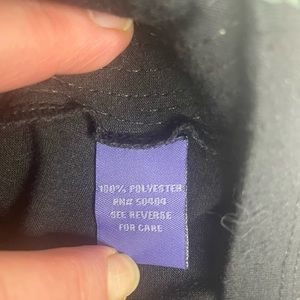 100% POLYESTER
RN# 50404
SEE REVERSE
FOR CARE